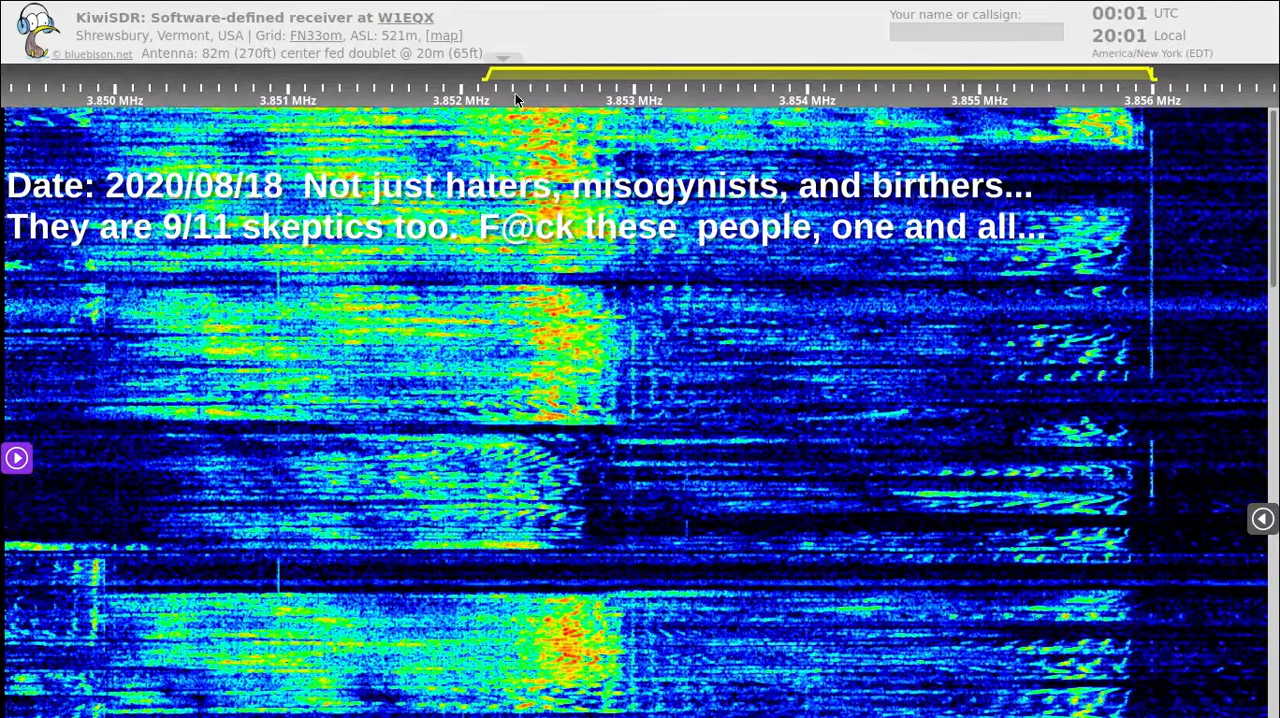 KiwiSDR: Software-defined receiver at W1EQX
Shrewsbury, Vermont, USA | Grid: FN33om, ASL: 521m, [map]
© bluebison.net Antenna: 82m (270ft) center fed doublet @ 20m (65ft)
Your name or callsign:
00:01 UTC
20:01 Local
America/New York (EDT)
3.850 MHz 3.851 MHz 3.852 MHz 3.853 MHz 3.854 MHz 3.855 MHz 3.856 MHz
Date: 2020/08/18 Not just haters, misogynists, and birthers...
They are 9/11 skeptics too. F@ck these people, one and all...